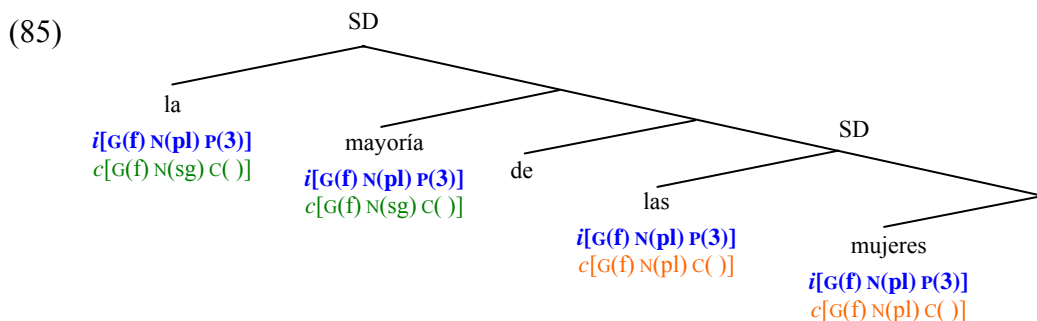 (85)
SD
la
i[G(f) N(pl) P(3)]
c[G(f) N(sg) C( )]
mayoría
i[G(f) N(pl) P(3)]
c[G(f) N(sg) C( )]
de
SD
las
i[G(f) N(pl) P(3)]
c[G(f) N(pl) C( )]
mujeres
i[G(f) N(pl) P(3)]
c[G(f) N(pl) C( )]